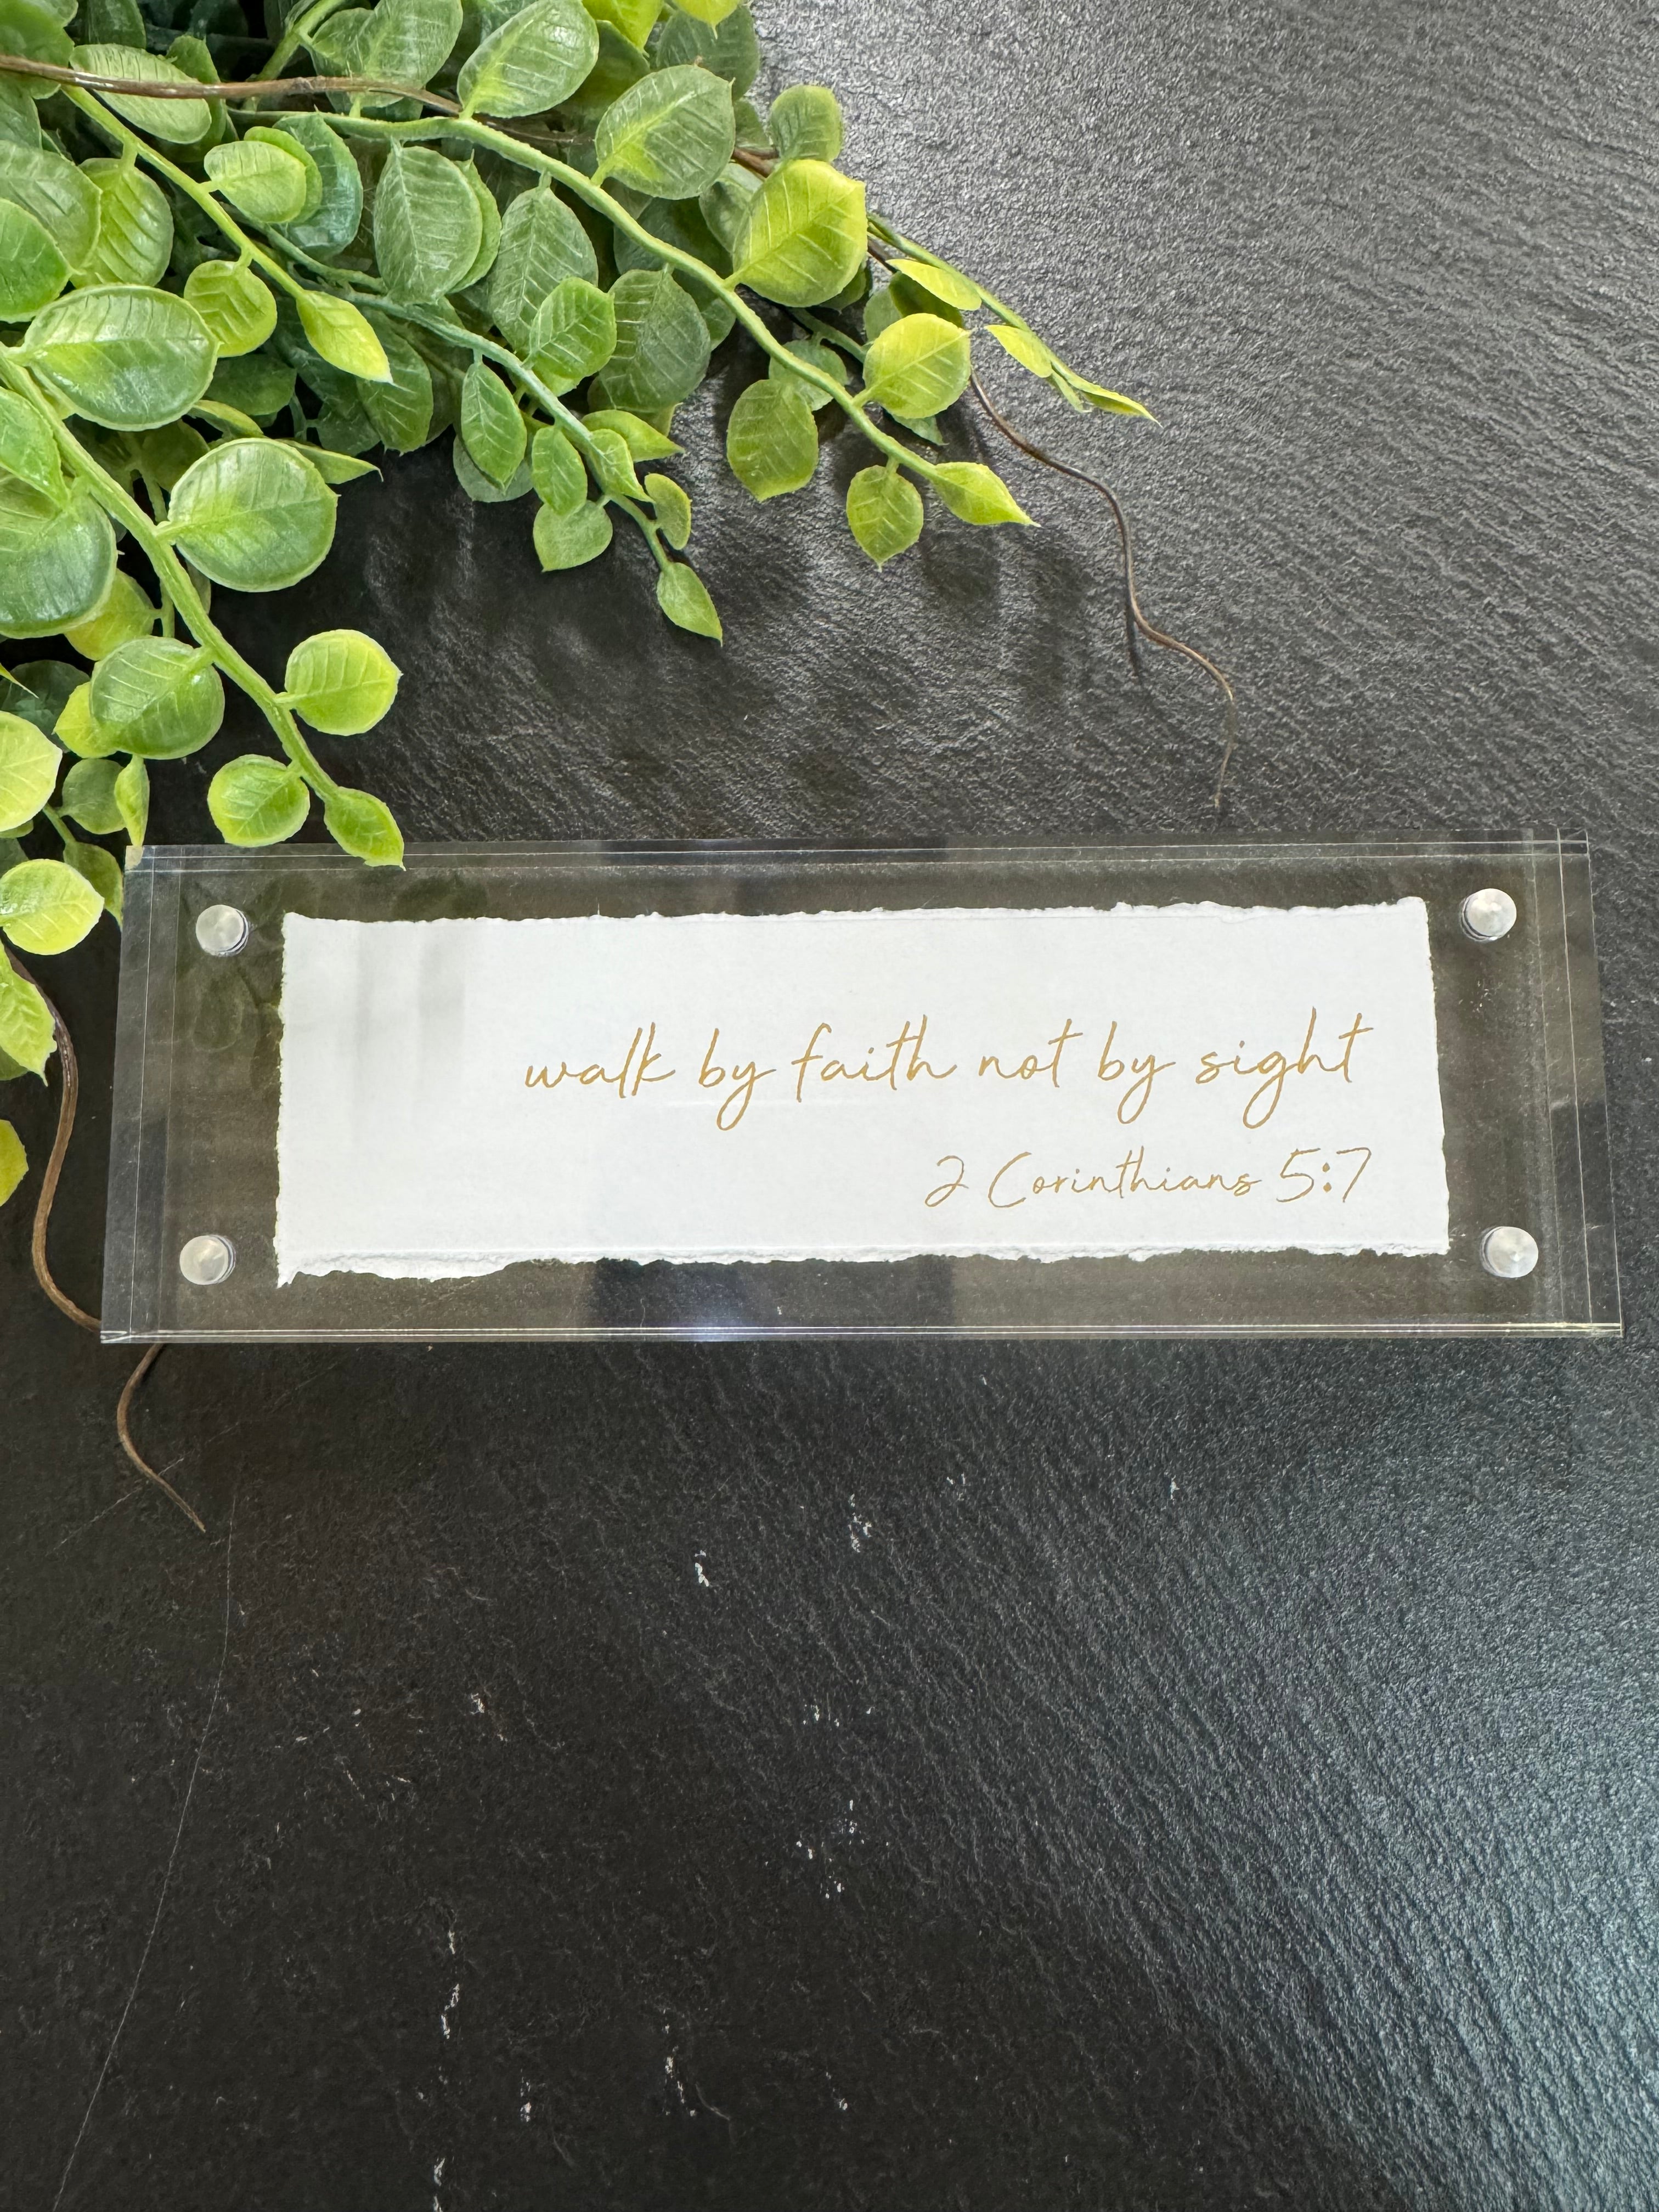 walk by faith not by sight
2 Corinthians 5:7